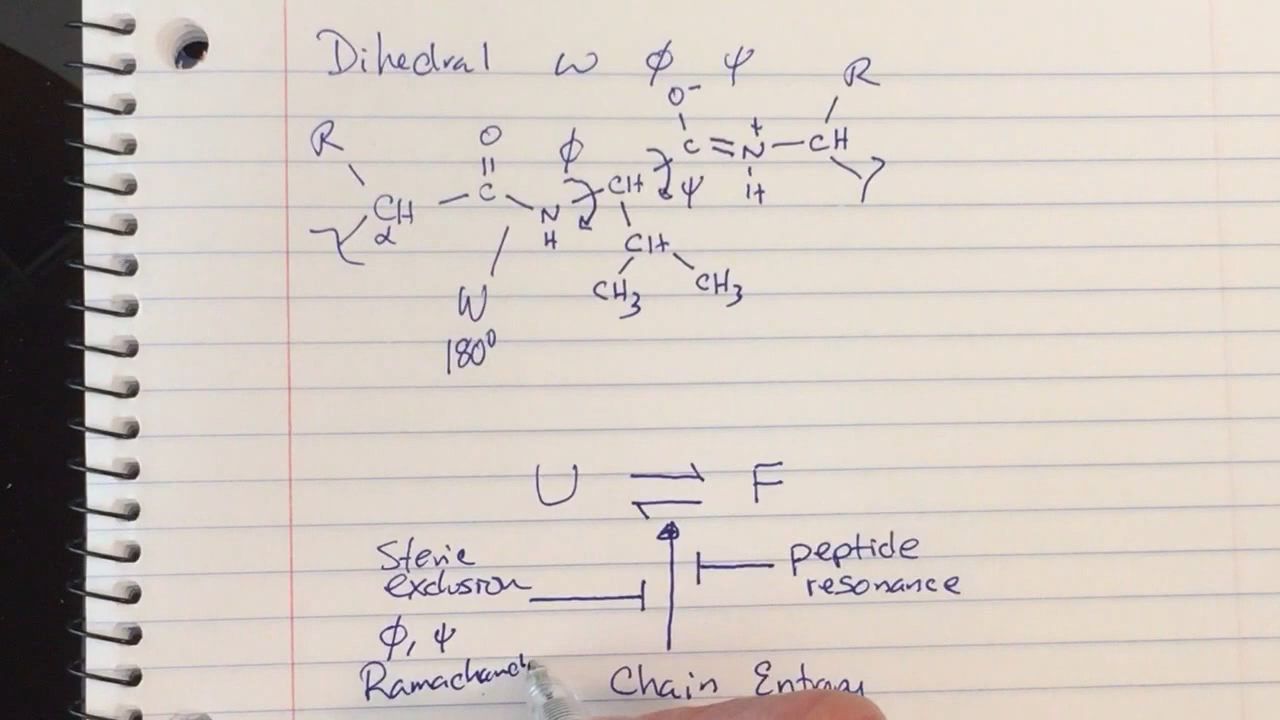 Dihedral ω ϕ ψ
R
O⁻
R
O
||
C
ϕ
C = N⁺ — CH
CH — C
N
H
CH
ψ
H
α
CH
CH3
CH3
W
180°
U ⇌ F
Steric
exclusion
peptide
resonance
ϕ, ψ
Chain